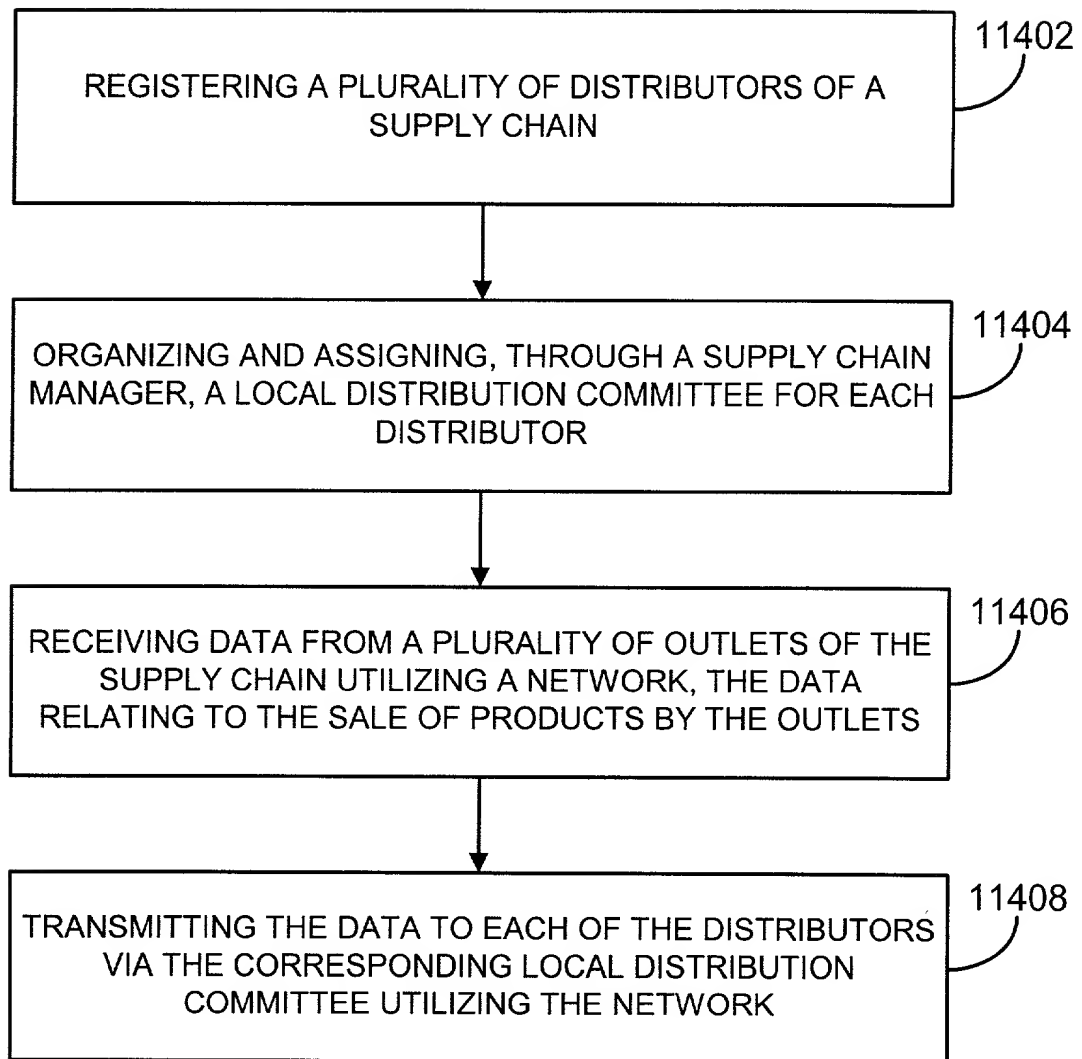 11402
REGISTERING A PLURALITY OF DISTRIBUTORS OF A
SUPPLY CHAIN
11404
ORGANIZING AND ASSIGNING, THROUGH A SUPPLY CHAIN
MANAGER, A LOCAL DISTRIBUTION COMMITTEE FOR EACH
DISTRIBUTOR
11406
RECEIVING DATA FROM A PLURALITY OF OUTLETS OF THE
SUPPLY CHAIN UTILIZING A NETWORK, THE DATA
RELATING TO THE SALE OF PRODUCTS BY THE OUTLETS
11408
TRANSMITTING THE DATA TO EACH OF THE DISTRIBUTORS
VIA THE CORRESPONDING LOCAL DISTRIBUTION
COMMITTEE UTILIZING THE NETWORK